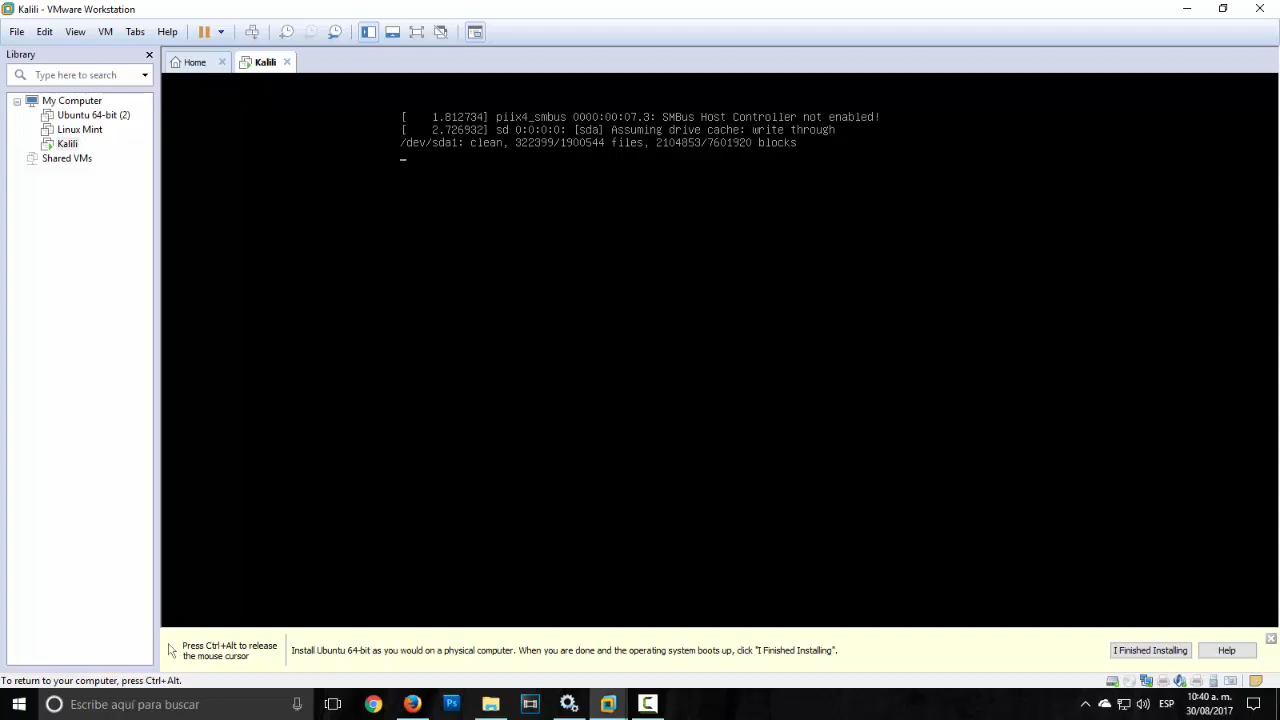 Kalili - VMware Workstation
File Edit View VM Tabs Help
Library
Type here to search
My Computer
Ubuntu 64-bit (2)
Linux Mint
Kalili
Shared VMs
Home
Kalili
[    1.812734] piix4_smbus 0000:00:07.3: SMBus Host Controller not enabled!
[    2.726932] sd 0:0:0:0: [sda] Assuming drive cache: write through
/dev/sda1: clean, 322399/1900544 files, 2104853/7601920 blocks
_
Press Ctrl+Alt to release
the mouse cursor
Install Ubuntu 64-bit as you would on a physical computer. When you are done and the operating system boots up, click "I Finished Installing".
I Finished Installing
Help
To return to your computer, press Ctrl+Alt.
Escribe aquí para buscar
Ps
ESP
10:40 a. m.
30/08/2017